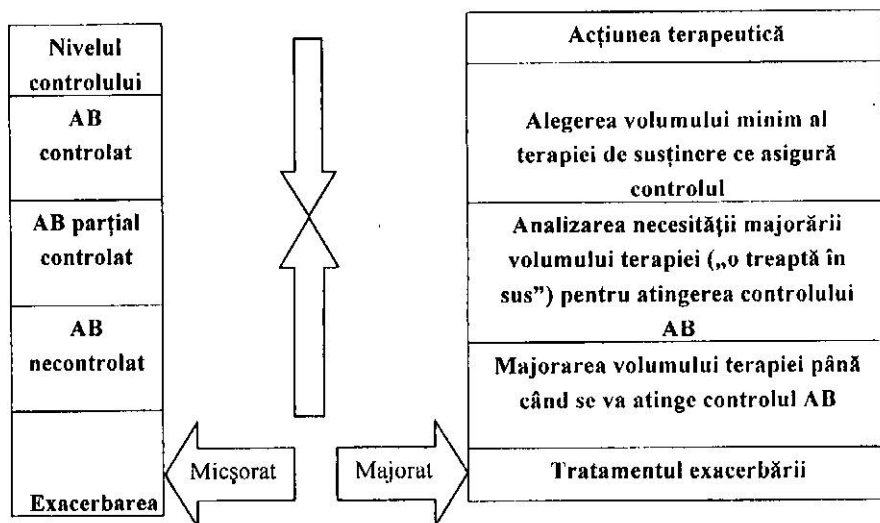 Nivelul
controlului
AB
controlat
AB parțial
controlat
AB
necontrolat
Exacerbarea
Micșorat
Majorat
Acțiunea terapeutică
Alegerea volumului minim al
terapiei de susținere ce asigură
controlul
Analizarea necesității majorării
volumului terapiei („o treaptă în
sus”) pentru atingerea controlului
AB
Majorarea volumului terapiei până
când se va atinge controlul AB
Tratamentul exacerbării